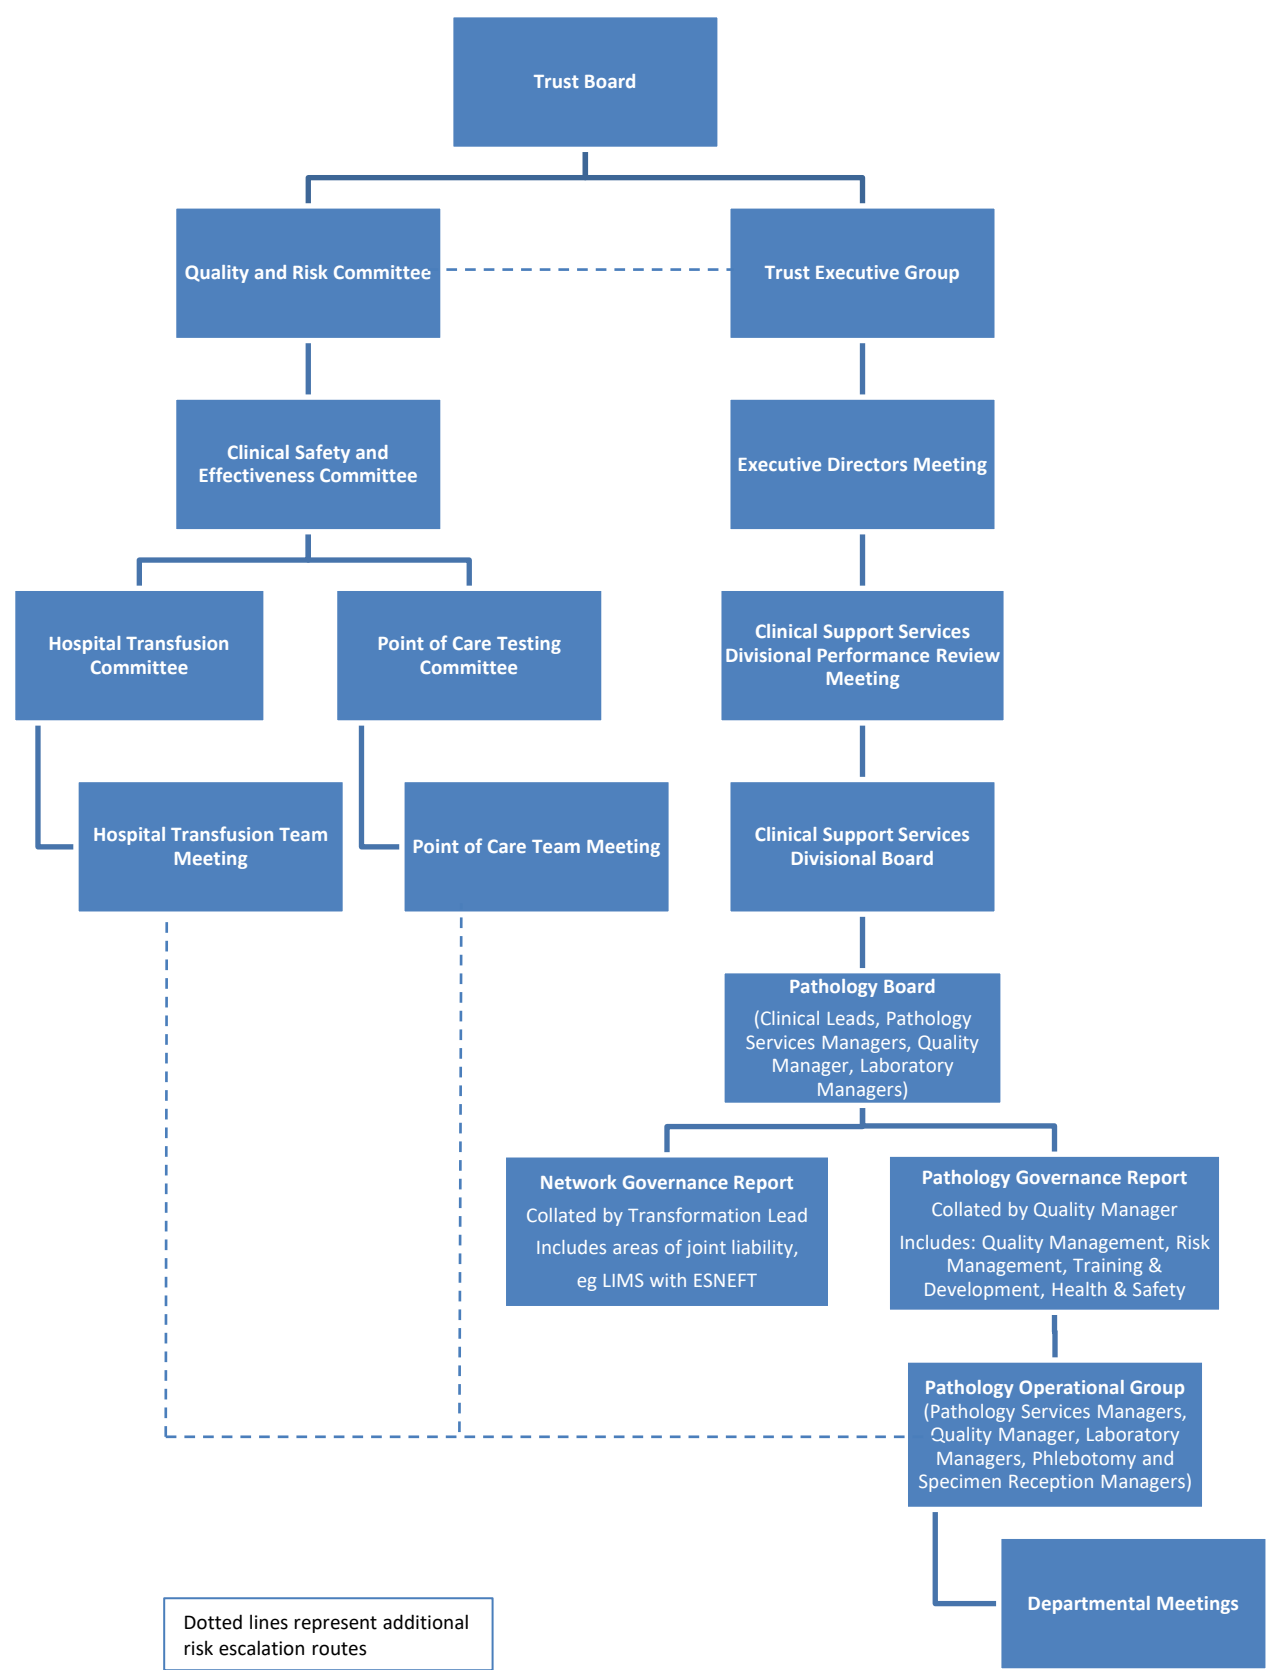 Trust Board
Quality and Risk Committee
Trust Executive Group
Clinical Safety and
Effectiveness Committee
Executive Directors Meeting
Hospital Transfusion
Committee
Point of Care Testing
Committee
Clinical Support Services
Divisional Performance Review
Meeting
Hospital Transfusion Team
Meeting
Point of Care Team Meeting
Clinical Support Services
Divisional Board
Pathology Board
(Clinical Leads, Pathology
Services Managers, Quality
Manager, Laboratory
Managers)
Network Governance Report
Collated by Transformation Lead
Includes areas of joint liability,
eg LIMS with ESNEFT
Pathology Governance Report
Collated by Quality Manager
Includes: Quality Management, Risk
Management, Training &
Development, Health & Safety
Pathology Operational Group
(Pathology Services Managers,
Quality Manager, Laboratory
Managers, Phlebotomy and
Specimen Reception Managers)
Departmental Meetings
Dotted lines represent additional
risk escalation routes